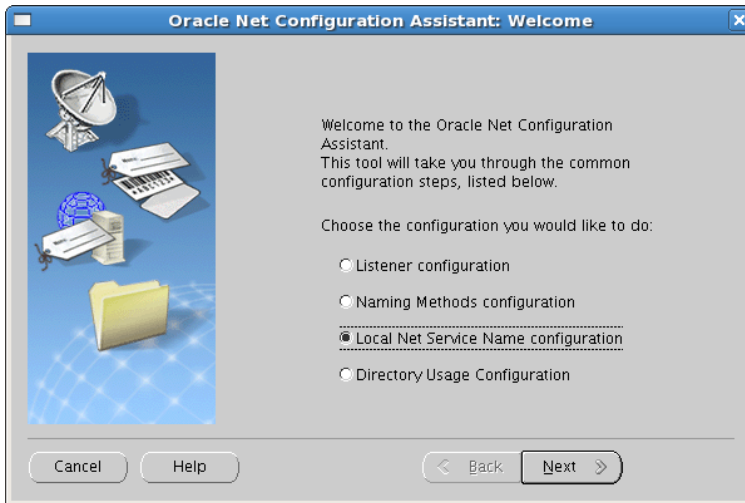 Oracle Net Configuration Assistant: Welcome
Welcome to the Oracle Net Configuration
Assistant.
This tool will take you through the common
configuration steps, listed below.
Choose the configuration you would like to do:
Listener configuration
Naming Methods configuration
Local Net Service Name configuration
Directory Usage Configuration
Cancel
Help
Back
Next